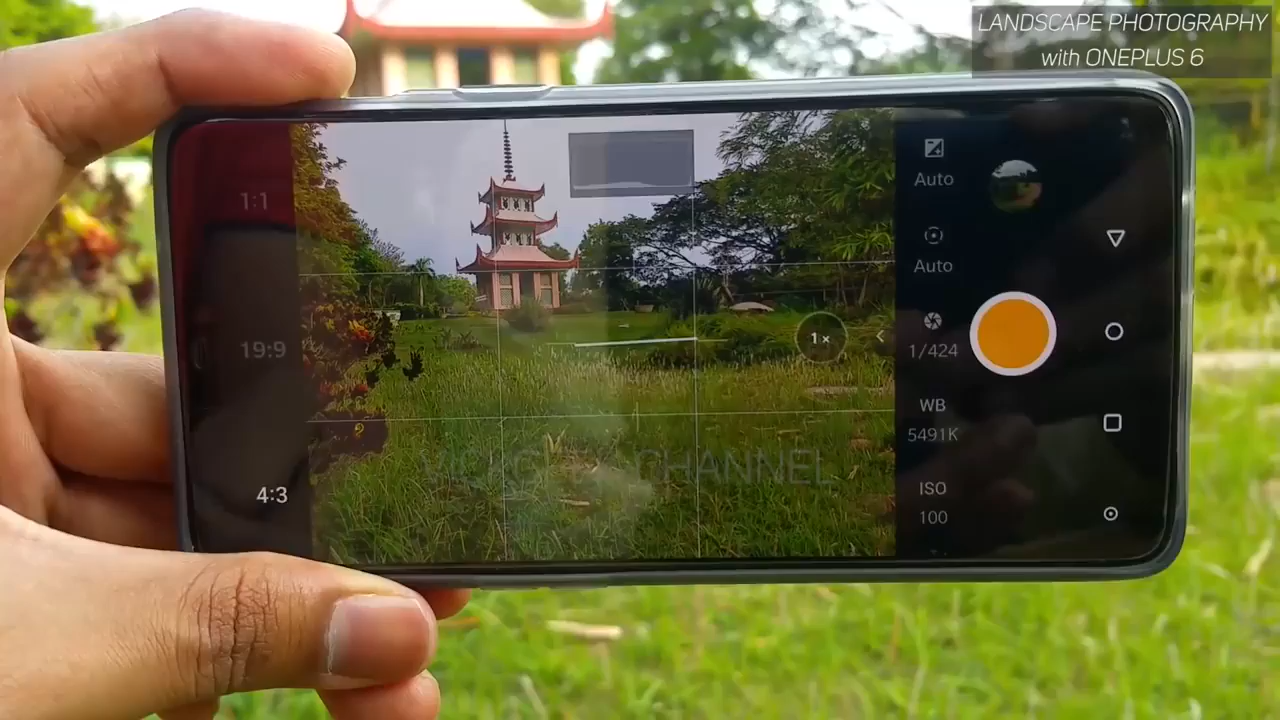 LANDSCAPE PHOTOGRAPHY
with ONEPLUS 6
1:1
19:9
4:3
1×
Auto
Auto
1/424
WB
5491K
ISO
100
CHANNEL